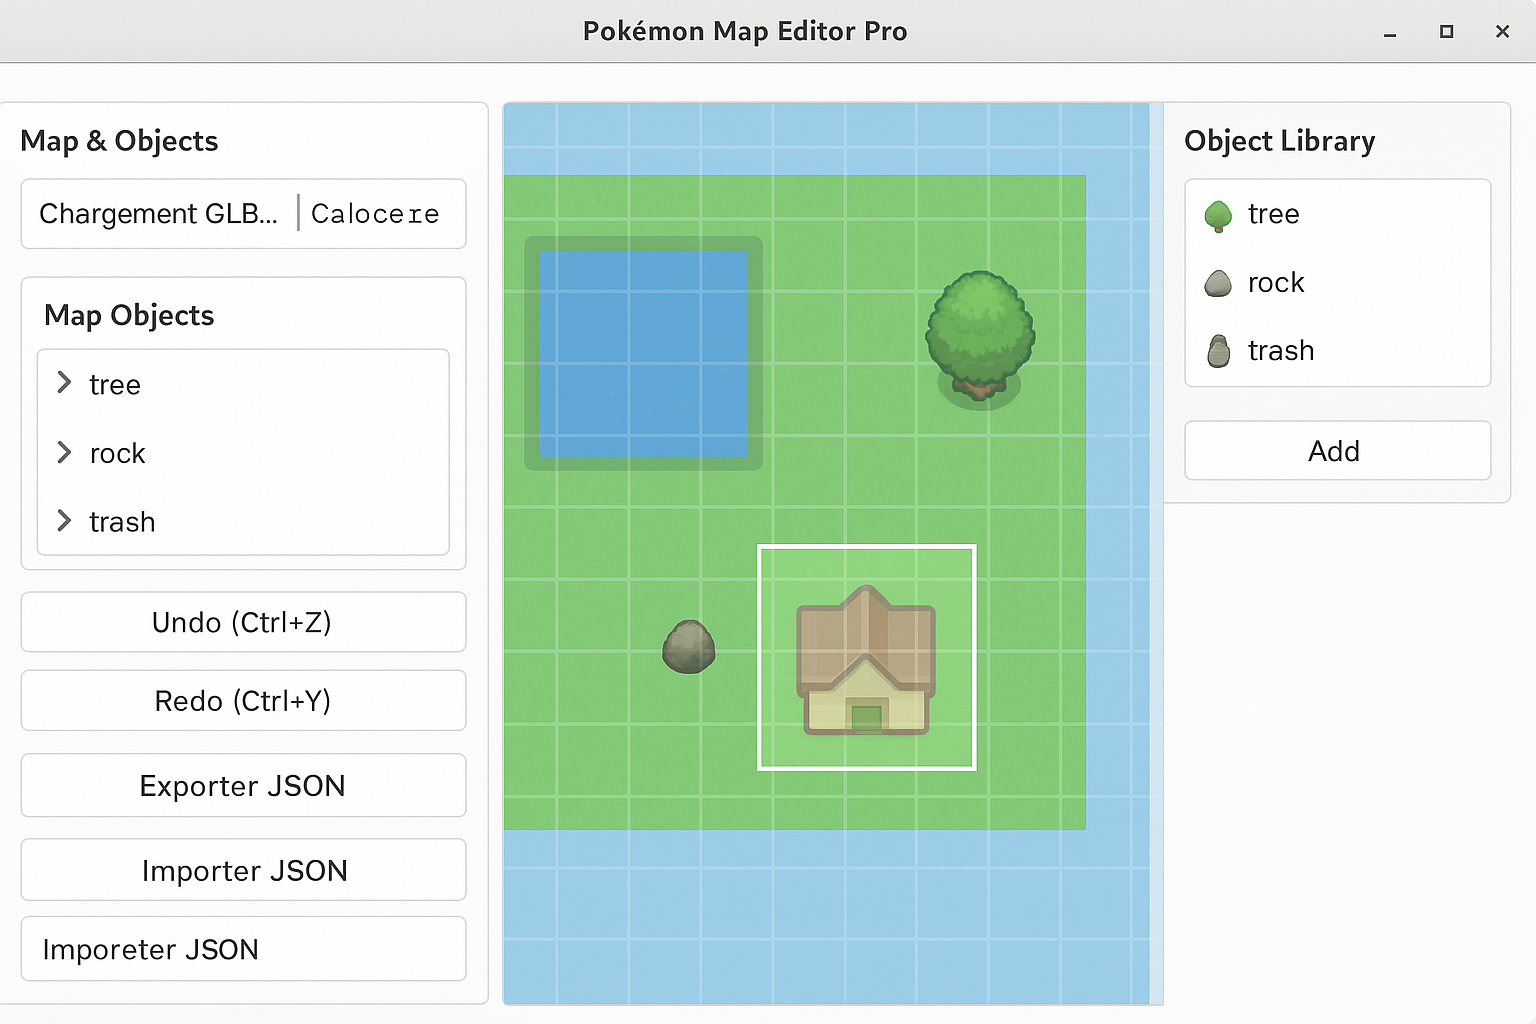 Pokémon Map Editor Pro
Map & Objects
Chargement GLB... | Calocere
Map Objects
tree
rock
trash
Undo (Ctrl+Z)
Redo (Ctrl+Y)
Exporter JSON
Importer JSON
Imporeter JSON
Object Library
tree
rock
trash
Add